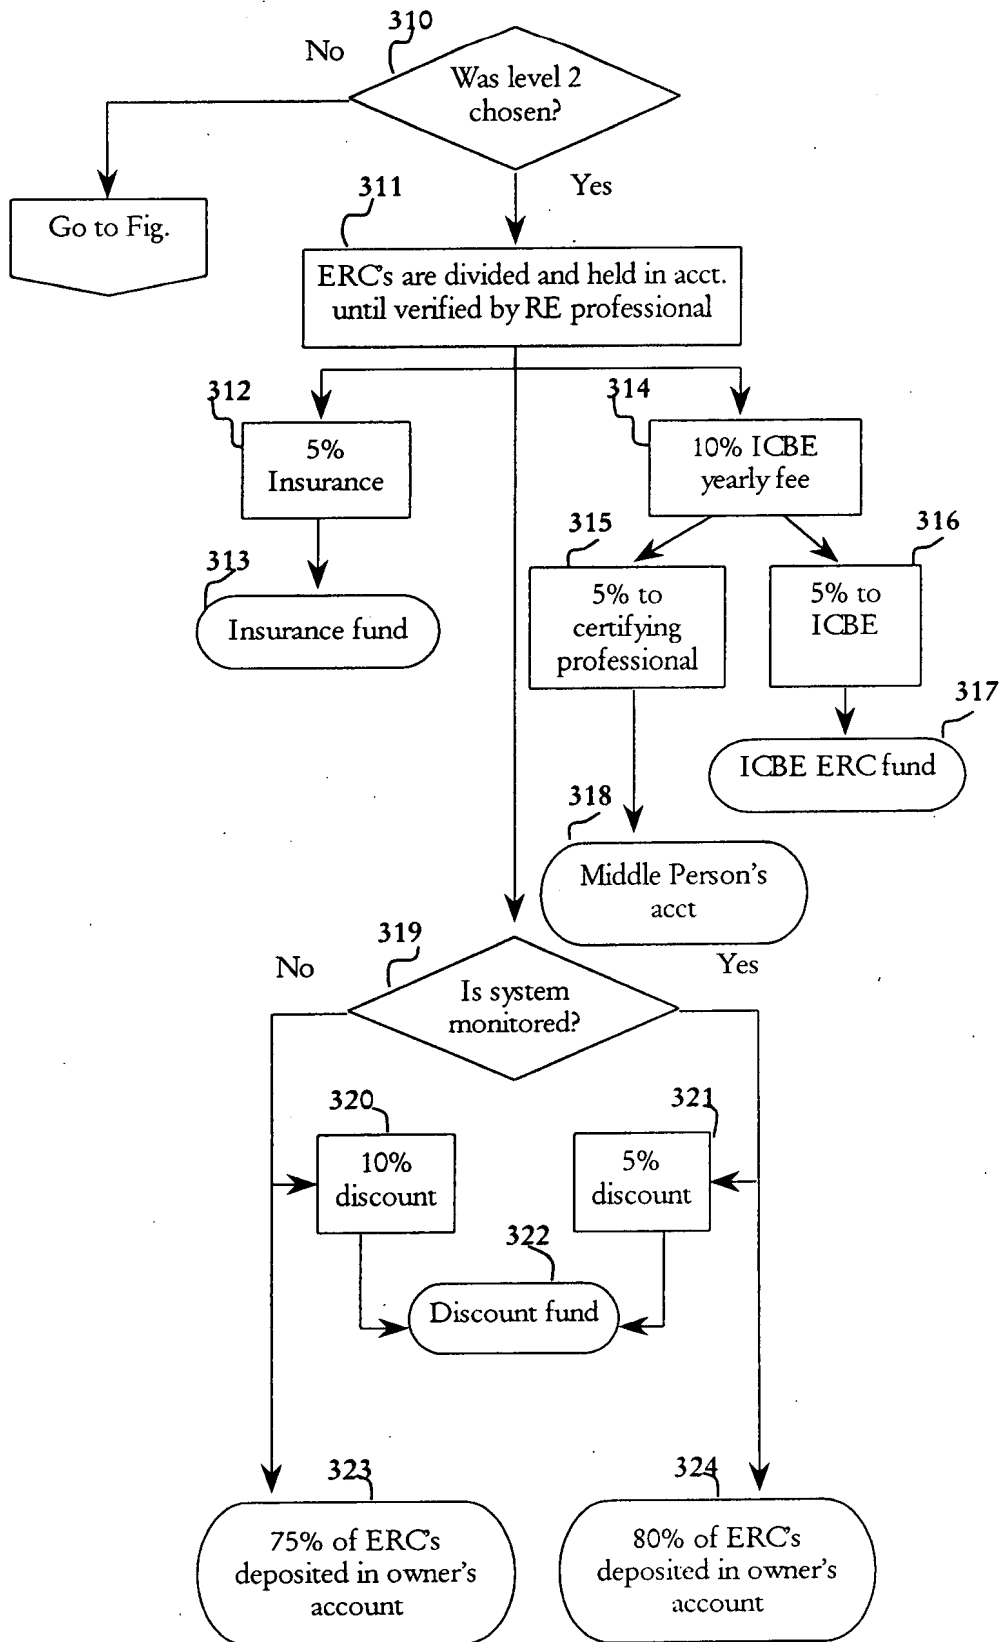 310
No
Was level 2
chosen?
Yes
311
Go to Fig.
ERC's are divided and held in acct.
until verified by RE professional
312
314
5%
Insurance
10% ICBE
yearly fee
315
316
313
Insurance fund
5% to
certifying
professional
5% to
ICBE
317
ICBE ERC fund
318
Middle Person's
acct
319
No
Yes
Is system
monitored?
320
321
10%
discount
5%
discount
322
Discount fund
323
324
75% of ERC's
deposited in owner's
account
80% of ERC's
deposited in owner's
account